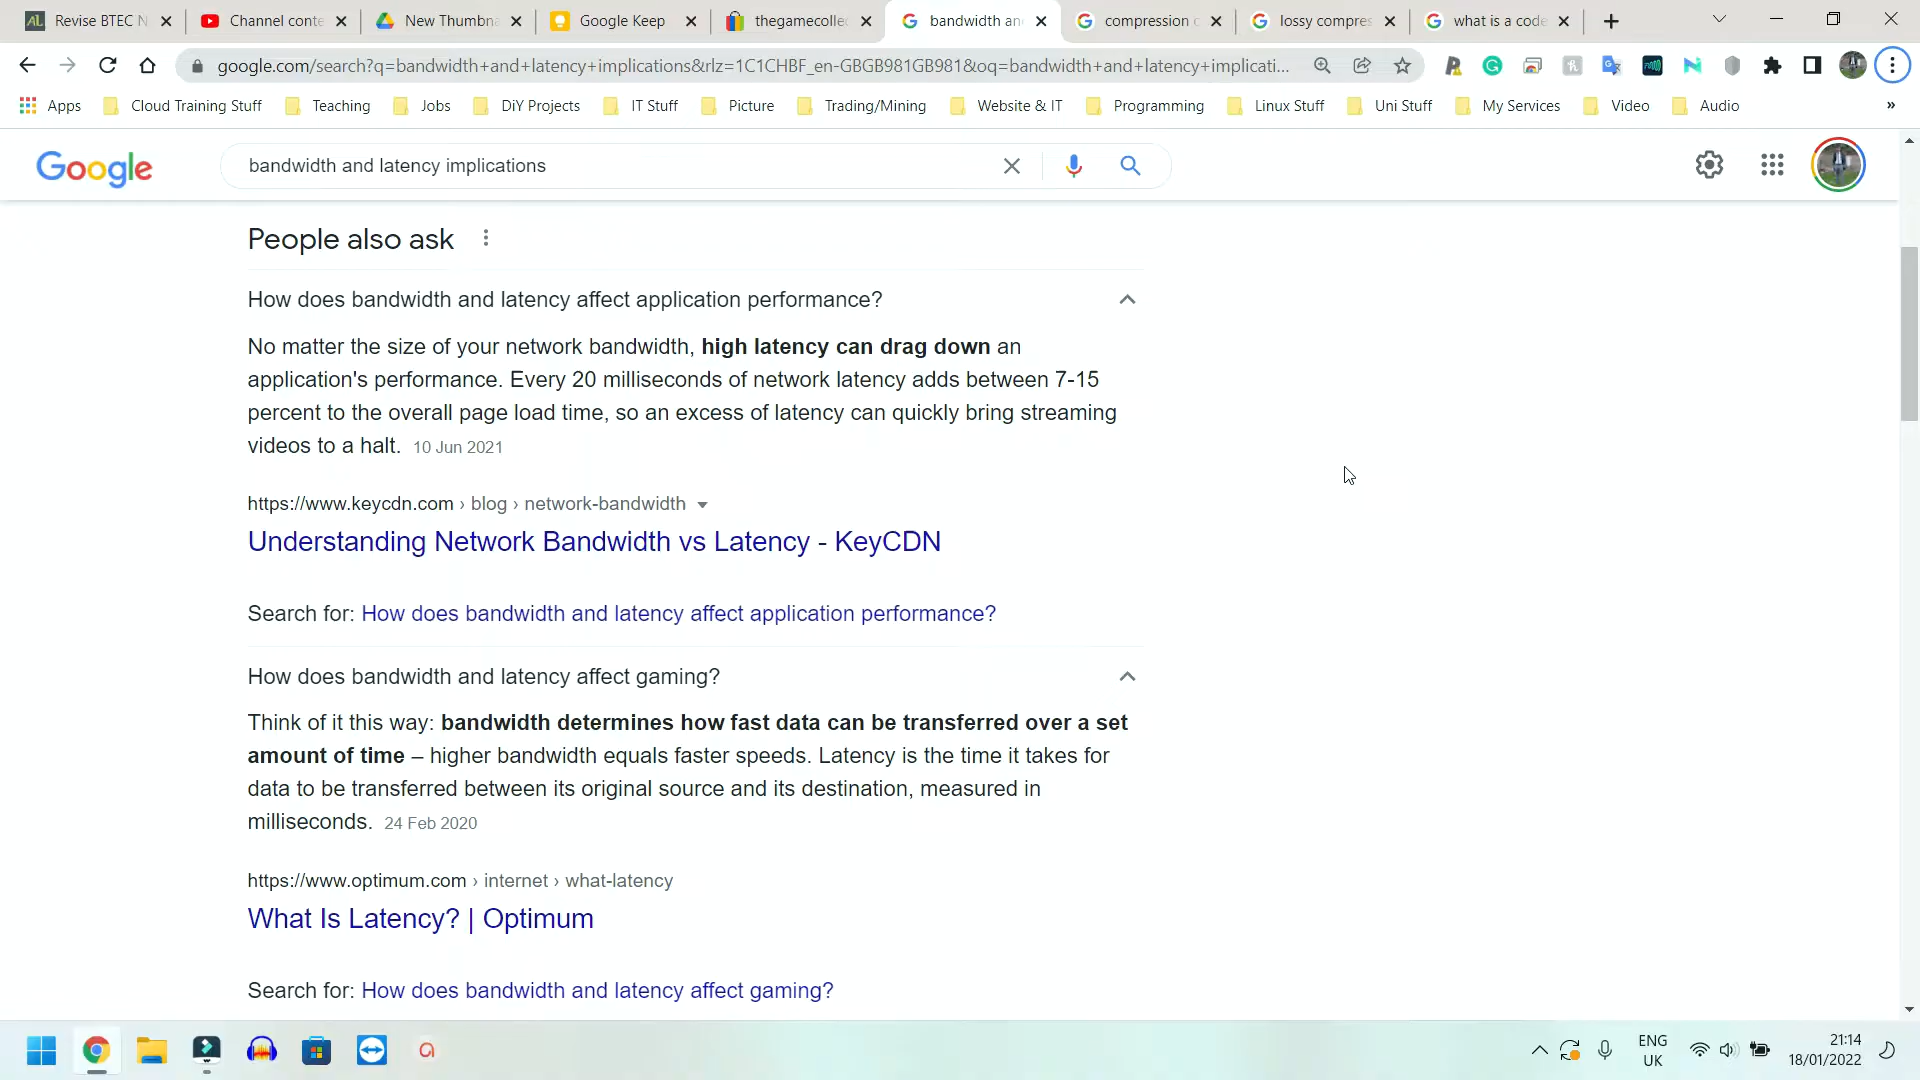 Revise BTEC N
Channel conte
New Thumbna
Google Keep
thegamecollec
bandwidth an
compression c
lossy compres
what is a code
google.com/search?q=bandwidth+and+latency+implications&rlz=1C1CHBF_en-GBGB981GB981&oq=bandwidth+and+latency+implicati...
Apps
Cloud Training Stuff
Teaching
Jobs
DiY Projects
IT Stuff
Picture
Trading/Mining
Website & IT
Programming
Linux Stuff
Uni Stuff
My Services
Video
Audio
»
Google
bandwidth and latency implications
People also ask
How does bandwidth and latency affect application performance?
No matter the size of your network bandwidth, high latency can drag down an
application's performance. Every 20 milliseconds of network latency adds between 7-15
percent to the overall page load time, so an excess of latency can quickly bring streaming
videos to a halt. 10 Jun 2021
https://www.keycdn.com › blog › network-bandwidth
Understanding Network Bandwidth vs Latency - KeyCDN
Search for: How does bandwidth and latency affect application performance?
How does bandwidth and latency affect gaming?
Think of it this way: bandwidth determines how fast data can be transferred over a set
amount of time – higher bandwidth equals faster speeds. Latency is the time it takes for
data to be transferred between its original source and its destination, measured in
milliseconds. 24 Feb 2020
https://www.optimum.com › internet › what-latency
What Is Latency? | Optimum
Search for: How does bandwidth and latency affect gaming?
ENG
UK
21:14
18/01/2022